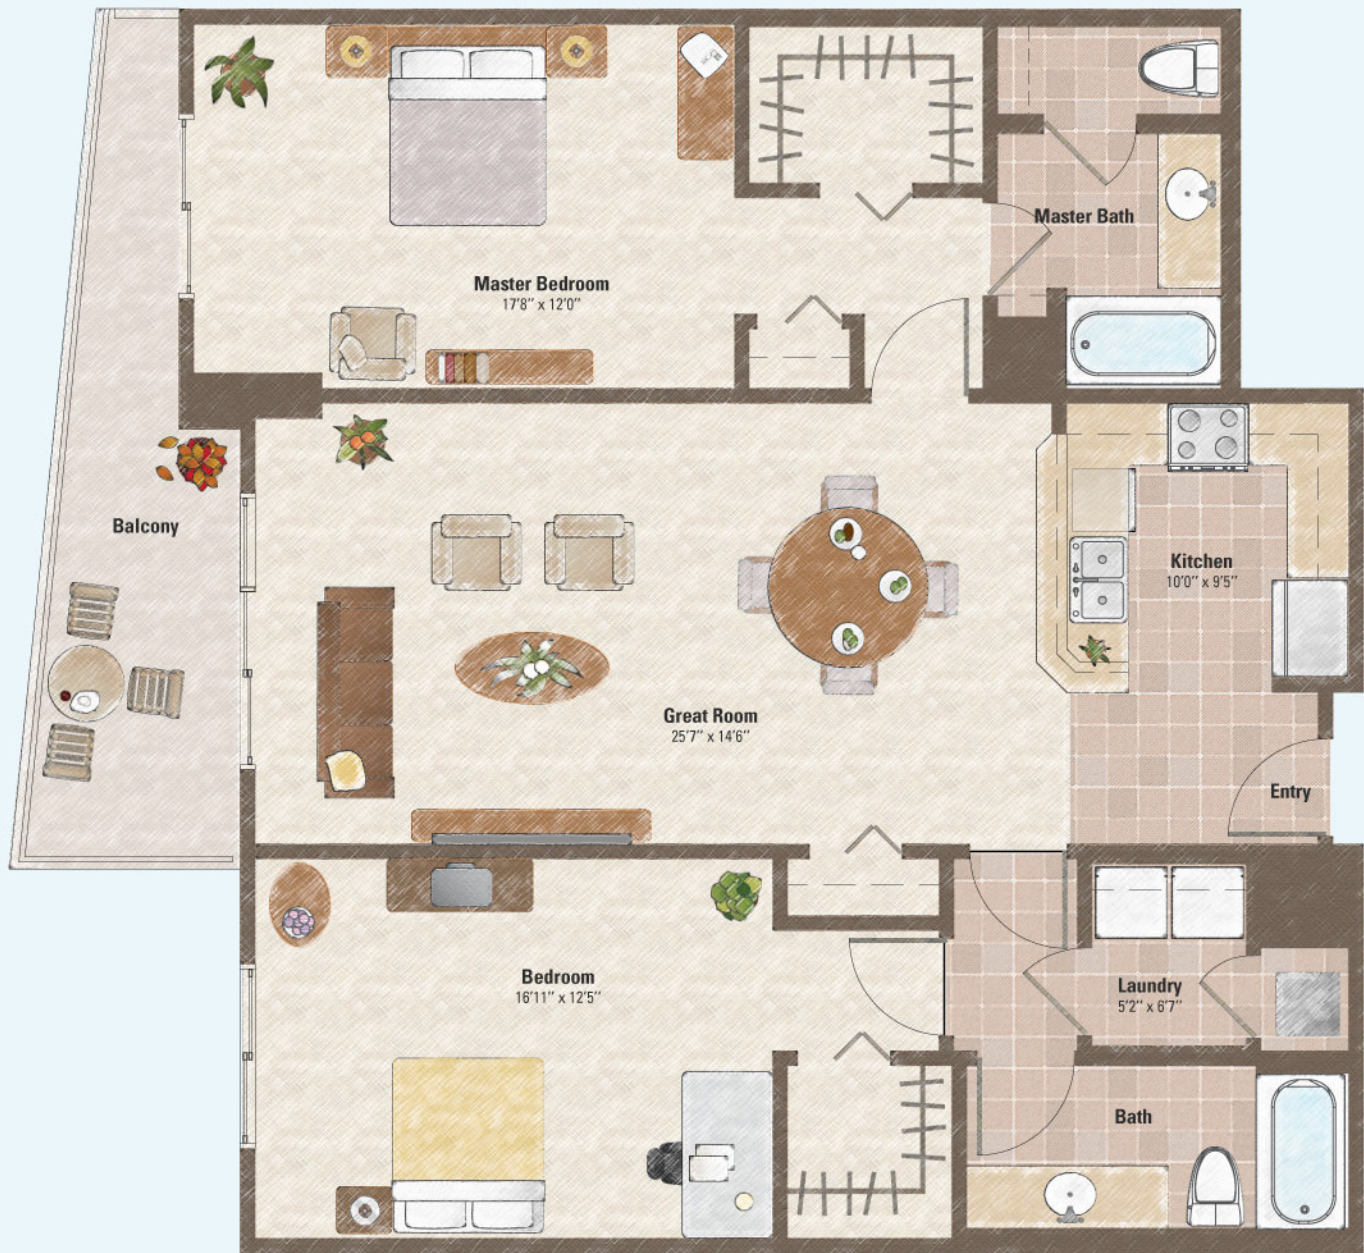 Master Bath
Master Bedroom
17'8" x 12'0"
Balcony
Kitchen
10'0" x 9'5"
Great Room
25'7" x 14'6"
Entry
Bedroom
16'11" x 12'5"
Laundry
5'2" x 6'7"
Bath